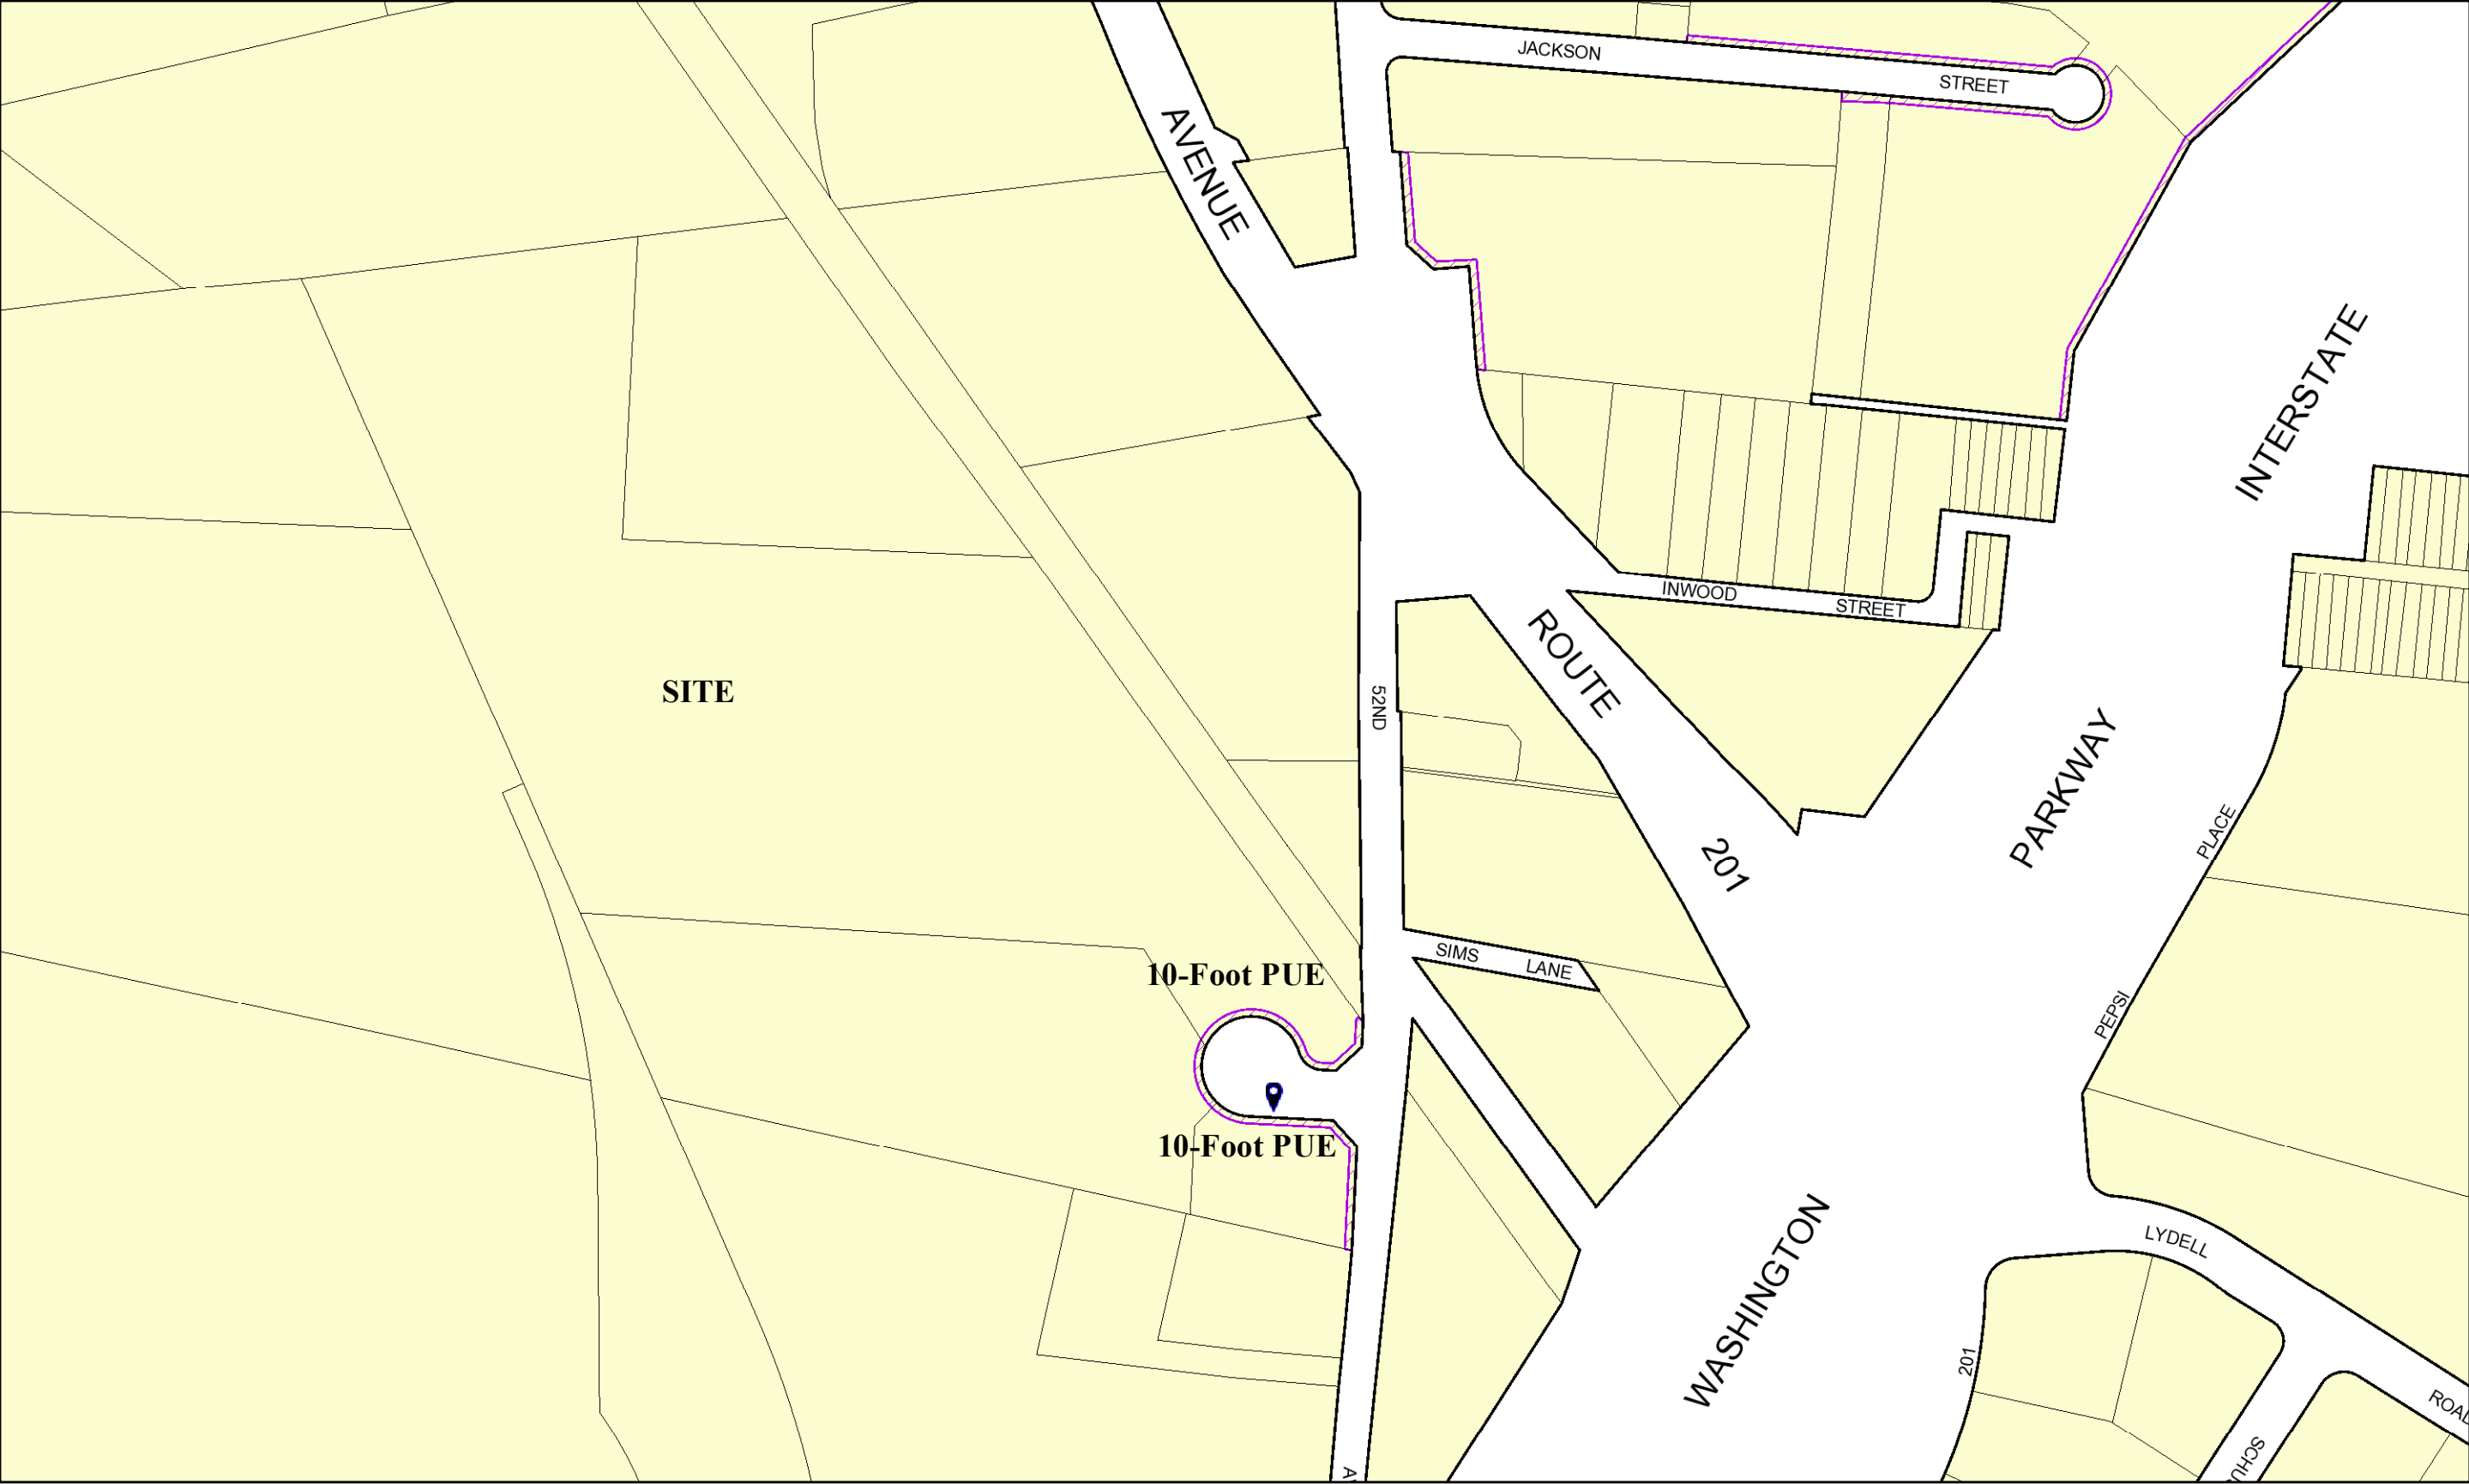 JACKSON
STREET
AVENUE
INTERSTATE
INWOOD
STREET
ROUTE
SITE
52ND
PARKWAY
PLACE
201
SIMS
LANE
10-Foot PUE
PEPSI
10-Foot PUE
WASHINGTON
LYDELL
201
ROAD
SCHUS
A